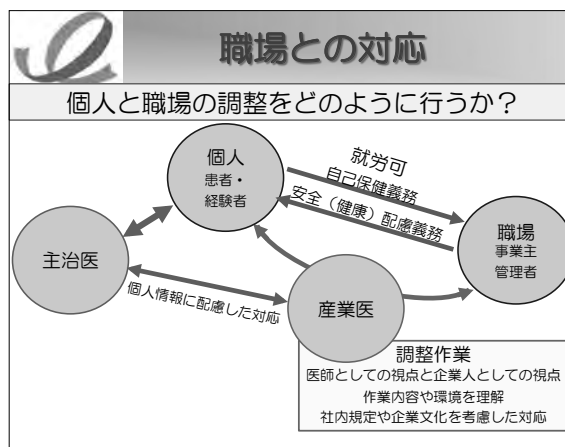 職場との対応
個人と職場の調整をどのように行うか？
個人
患者・
経験者
就労可
自己保健義務
安全（健康）配慮義務
職場
事業主
管理者
主治医
個人情報に配慮した対応
産業医
調整作業
医師としての視点と企業人としての視点
作業内容や環境を理解
社内規定や企業文化を考慮した対応